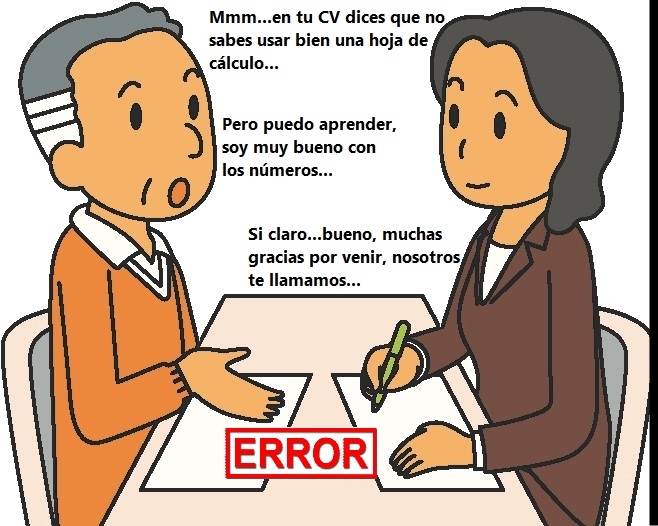 Mmm...en tu CV dices que no
sabes usar bien una hoja de
cálculo...
Pero puedo aprender,
soy muy bueno con
los números...
Si claro...bueno, muchas
gracias por venir, nosotros
te llamamos...
ERROR